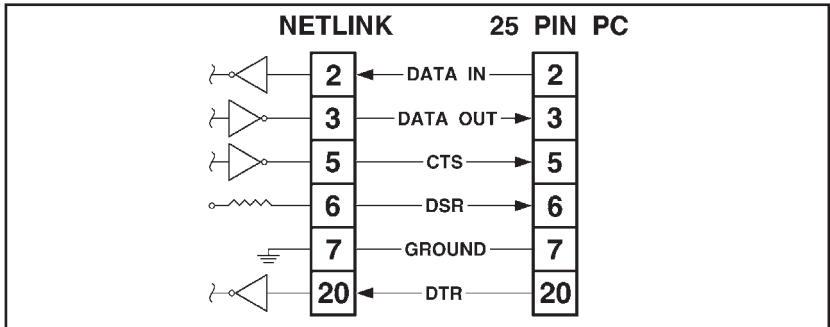 NETLINK 25 PIN PC
2 DATA IN 2
3 DATA OUT 3
5 CTS 5
6 DSR 6
7 GROUND 7
20 DTR 20